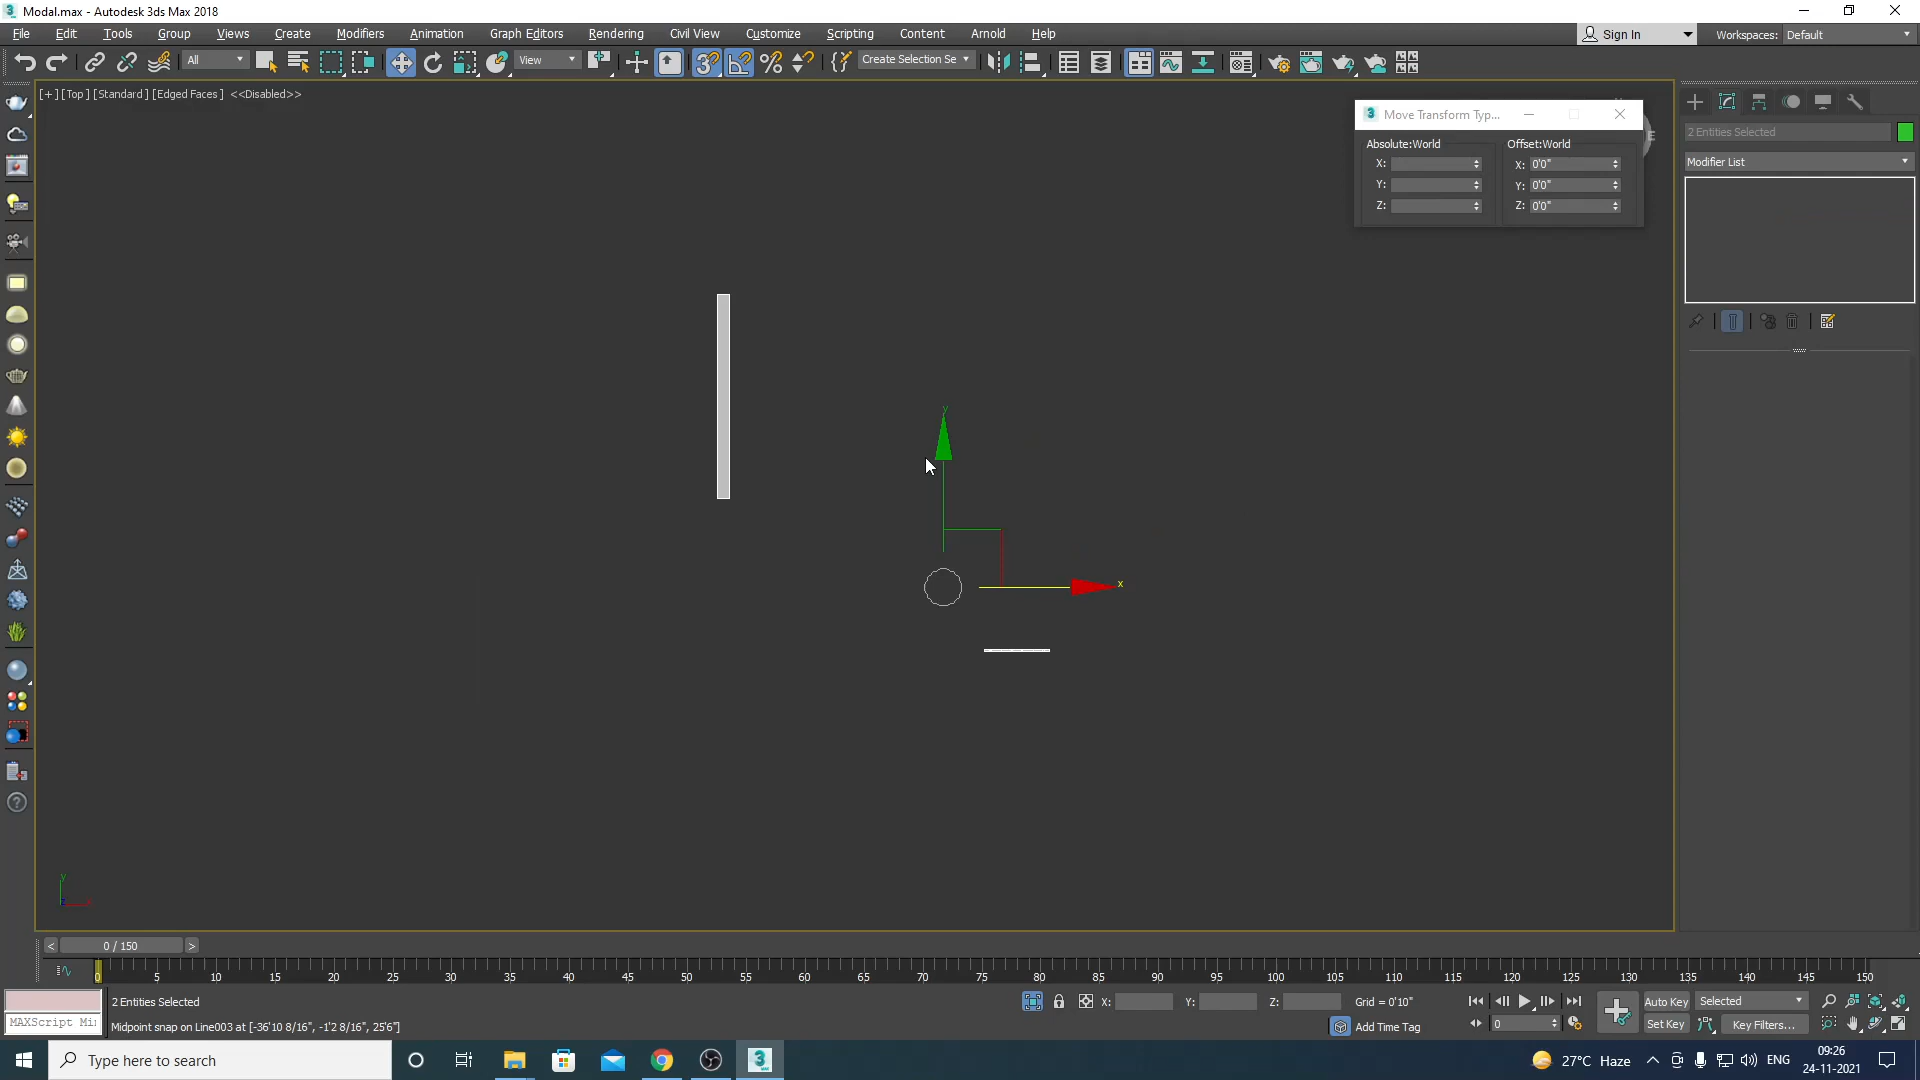 Modal.max - Autodesk 3ds Max 2018
File Edit Tools Group Views Create Modifiers Animation Graph Editors Rendering Civil View Customize Scripting Content Arnold Help
Sign In
Workspaces: Default
All
View
Create Selection Se
[+] [Top ] [Standard ] [Edged Faces ] <<Disabled>>
Move Transform Typ...
Absolute:World
X:
Y:
Z:
Offset:World
X: 0'0"
Y: 0'0"
Z: 0'0"
E
2 Entities Selected
Modifier List
y
x
y
x
z
< 0 / 150 >
0 5 10 15 20 25 30 35 40 45 50 55 60 65 70 75 80 85 90 95 100 105 110 115 120 125 130 135 140 145 150
MAXScript Mi
2 Entities Selected
Midpoint snap on Line003 at [-36'10 8/16", -1'2 8/16", 25'6"]
X: Y: Z: Grid = 0'10"
Add Time Tag
0
Auto Key Selected
Set Key Key Filters...
Type here to search
27°C Haze
ENG
09:26
24-11-2021